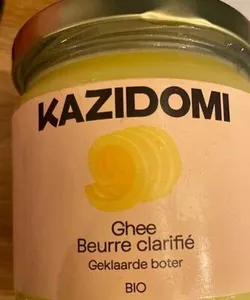 KAZIDOMI
Ghee
Beurre clarifié
Geklaarde boter
BIO